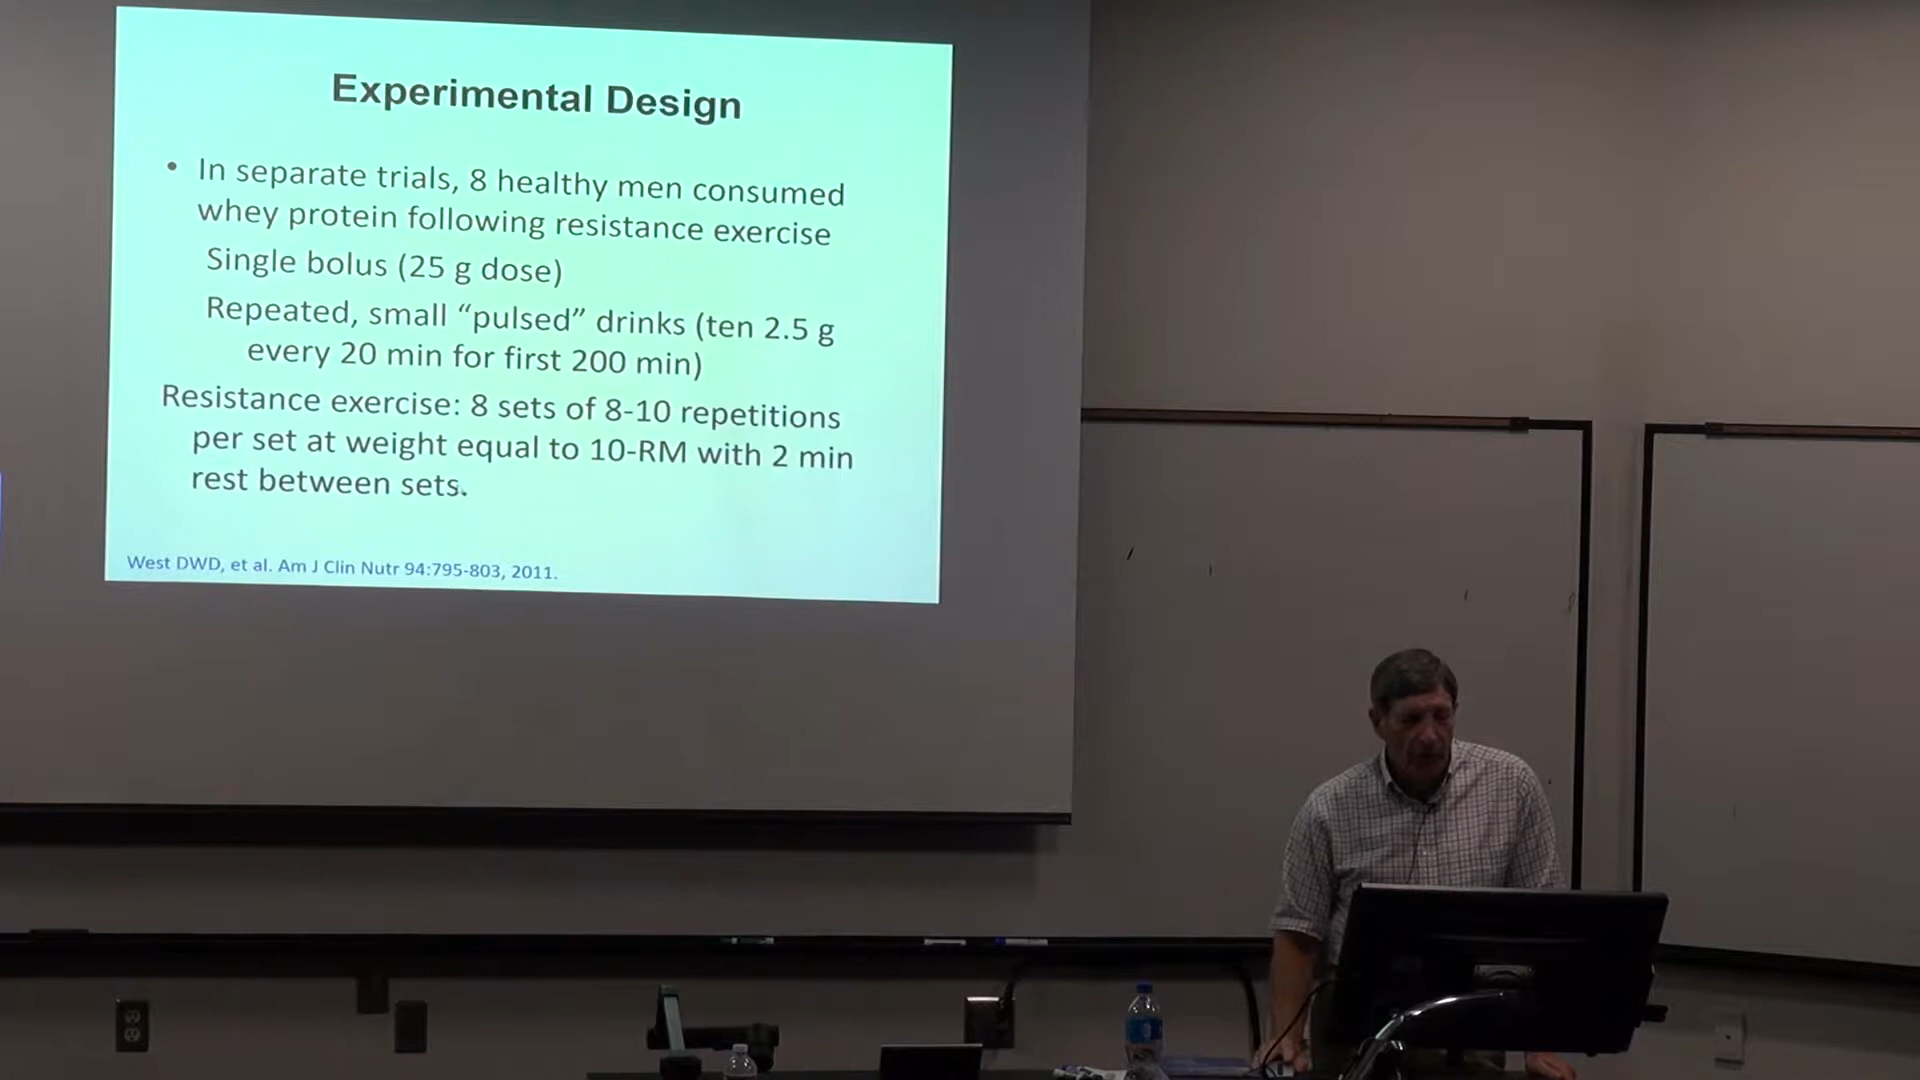 Experimental Design
• In separate trials, 8 healthy men consumed
whey protein following resistance exercise
Single bolus (25 g dose)
Repeated, small “pulsed” drinks (ten 2.5 g
every 20 min for first 200 min)
Resistance exercise: 8 sets of 8-10 repetitions
per set at weight equal to 10-RM with 2 min
rest between sets.
West DWD, et al. Am J Clin Nutr 94:795-803, 2011.